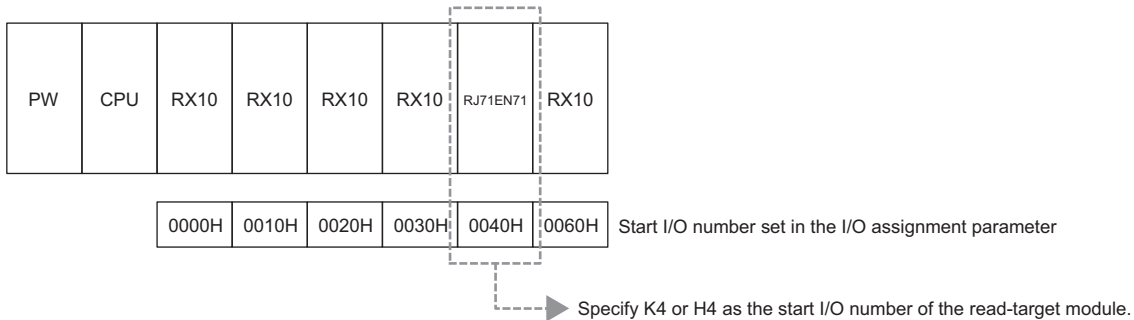 PW CPU RX10 RX10 RX10 RX10 RJ71EN71 RX10
0000H 0010H 0020H 0030H 0040H 0060H Start I/O number set in the I/O assignment parameter
Specify K4 or H4 as the start I/O number of the read-target module.